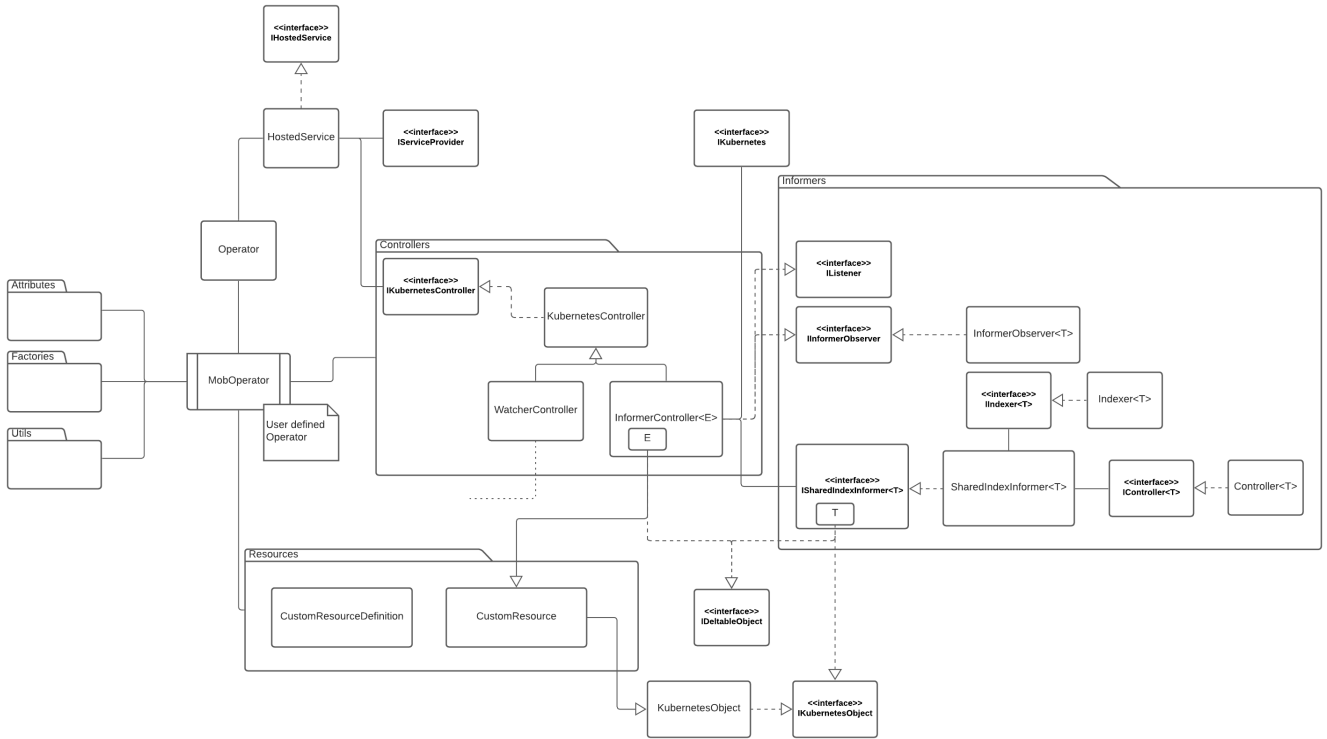 <<interface>>
IHostedService
HostedService
<<interface>>
IServiceProvider
<<interface>>
IKubernetes
Informers
Operator
Controllers
<<interface>>
IKubernetesController
KubernetesController
<<interface>>
IListener
<<interface>>
IInformerObserver
InformerObserver<T>
Attributes
Factories
Utils
MobOperator
User defined
Operator
WatcherController
InformerController<E>
E
<<interface>>
IIndexer<T>
Indexer<T>
<<interface>>
ISharedIndexInformer<T>
T
SharedIndexInformer<T>
<<interface>>
IController<T>
Controller<T>
Resources
CustomResourceDefinition
CustomResource
<<interface>>
IDeltableObject
KubernetesObject
<<interface>>
IKubernetesObject